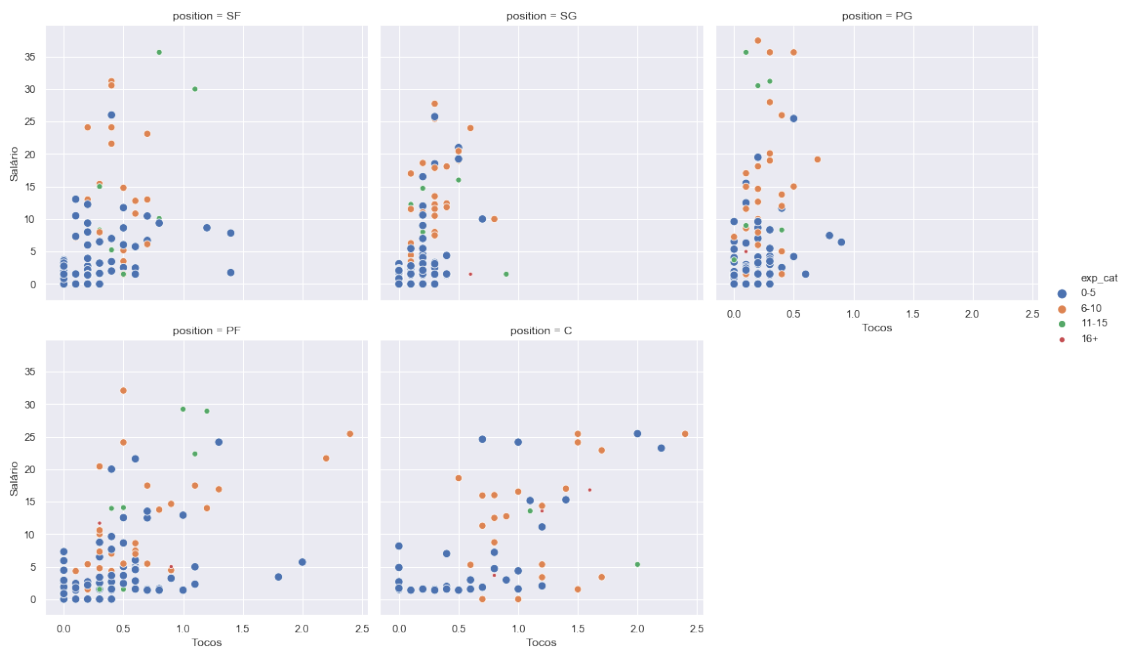 position = SF
position = SG
position = PG
35
30
25
20
15
10
5
0
Salário
0.0 0.5 1.0 1.5 2.0 2.5
Tocos
exp_cat
0-5
6-10
11-15
16+
position = PF
position = C
35
30
25
20
15
10
5
0
Salário
0.0 0.5 1.0 1.5 2.0 2.5
Tocos
0.0 0.5 1.0 1.5 2.0 2.5
Tocos